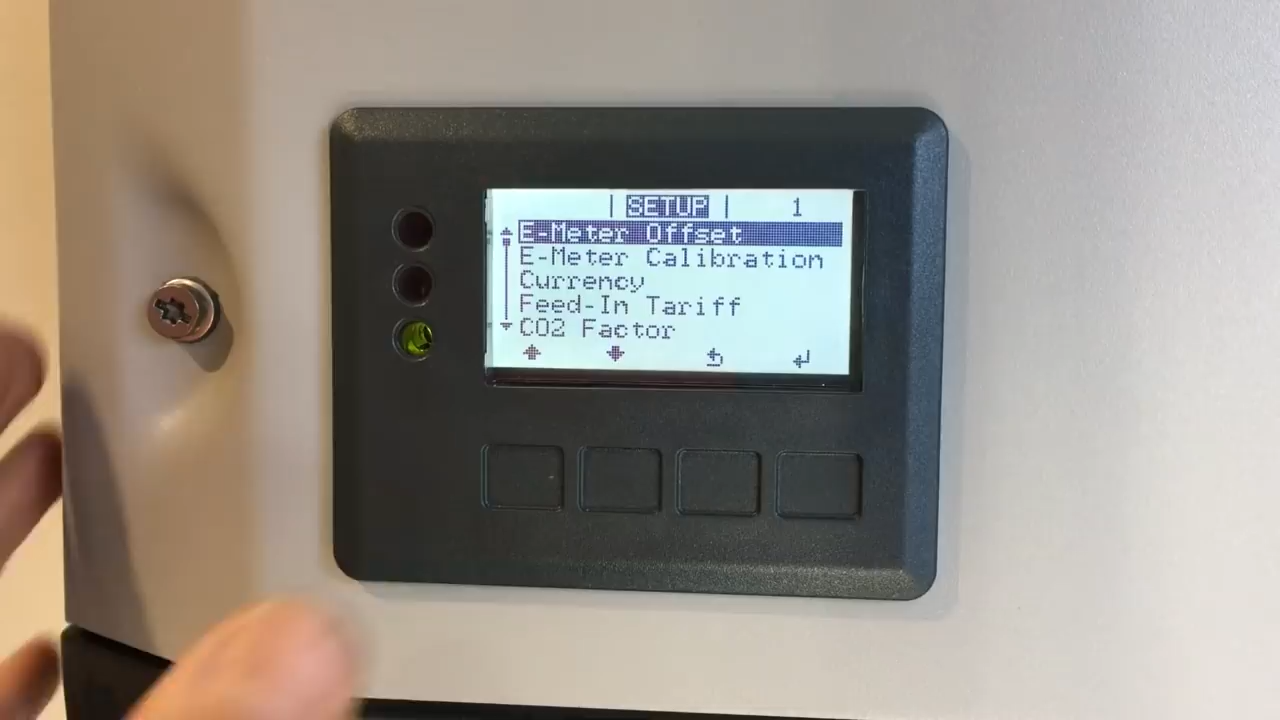 SETUP 1
E-Meter Offset
E-Meter Calibration
Currency
Feed-In Tariff
CO2 Factor